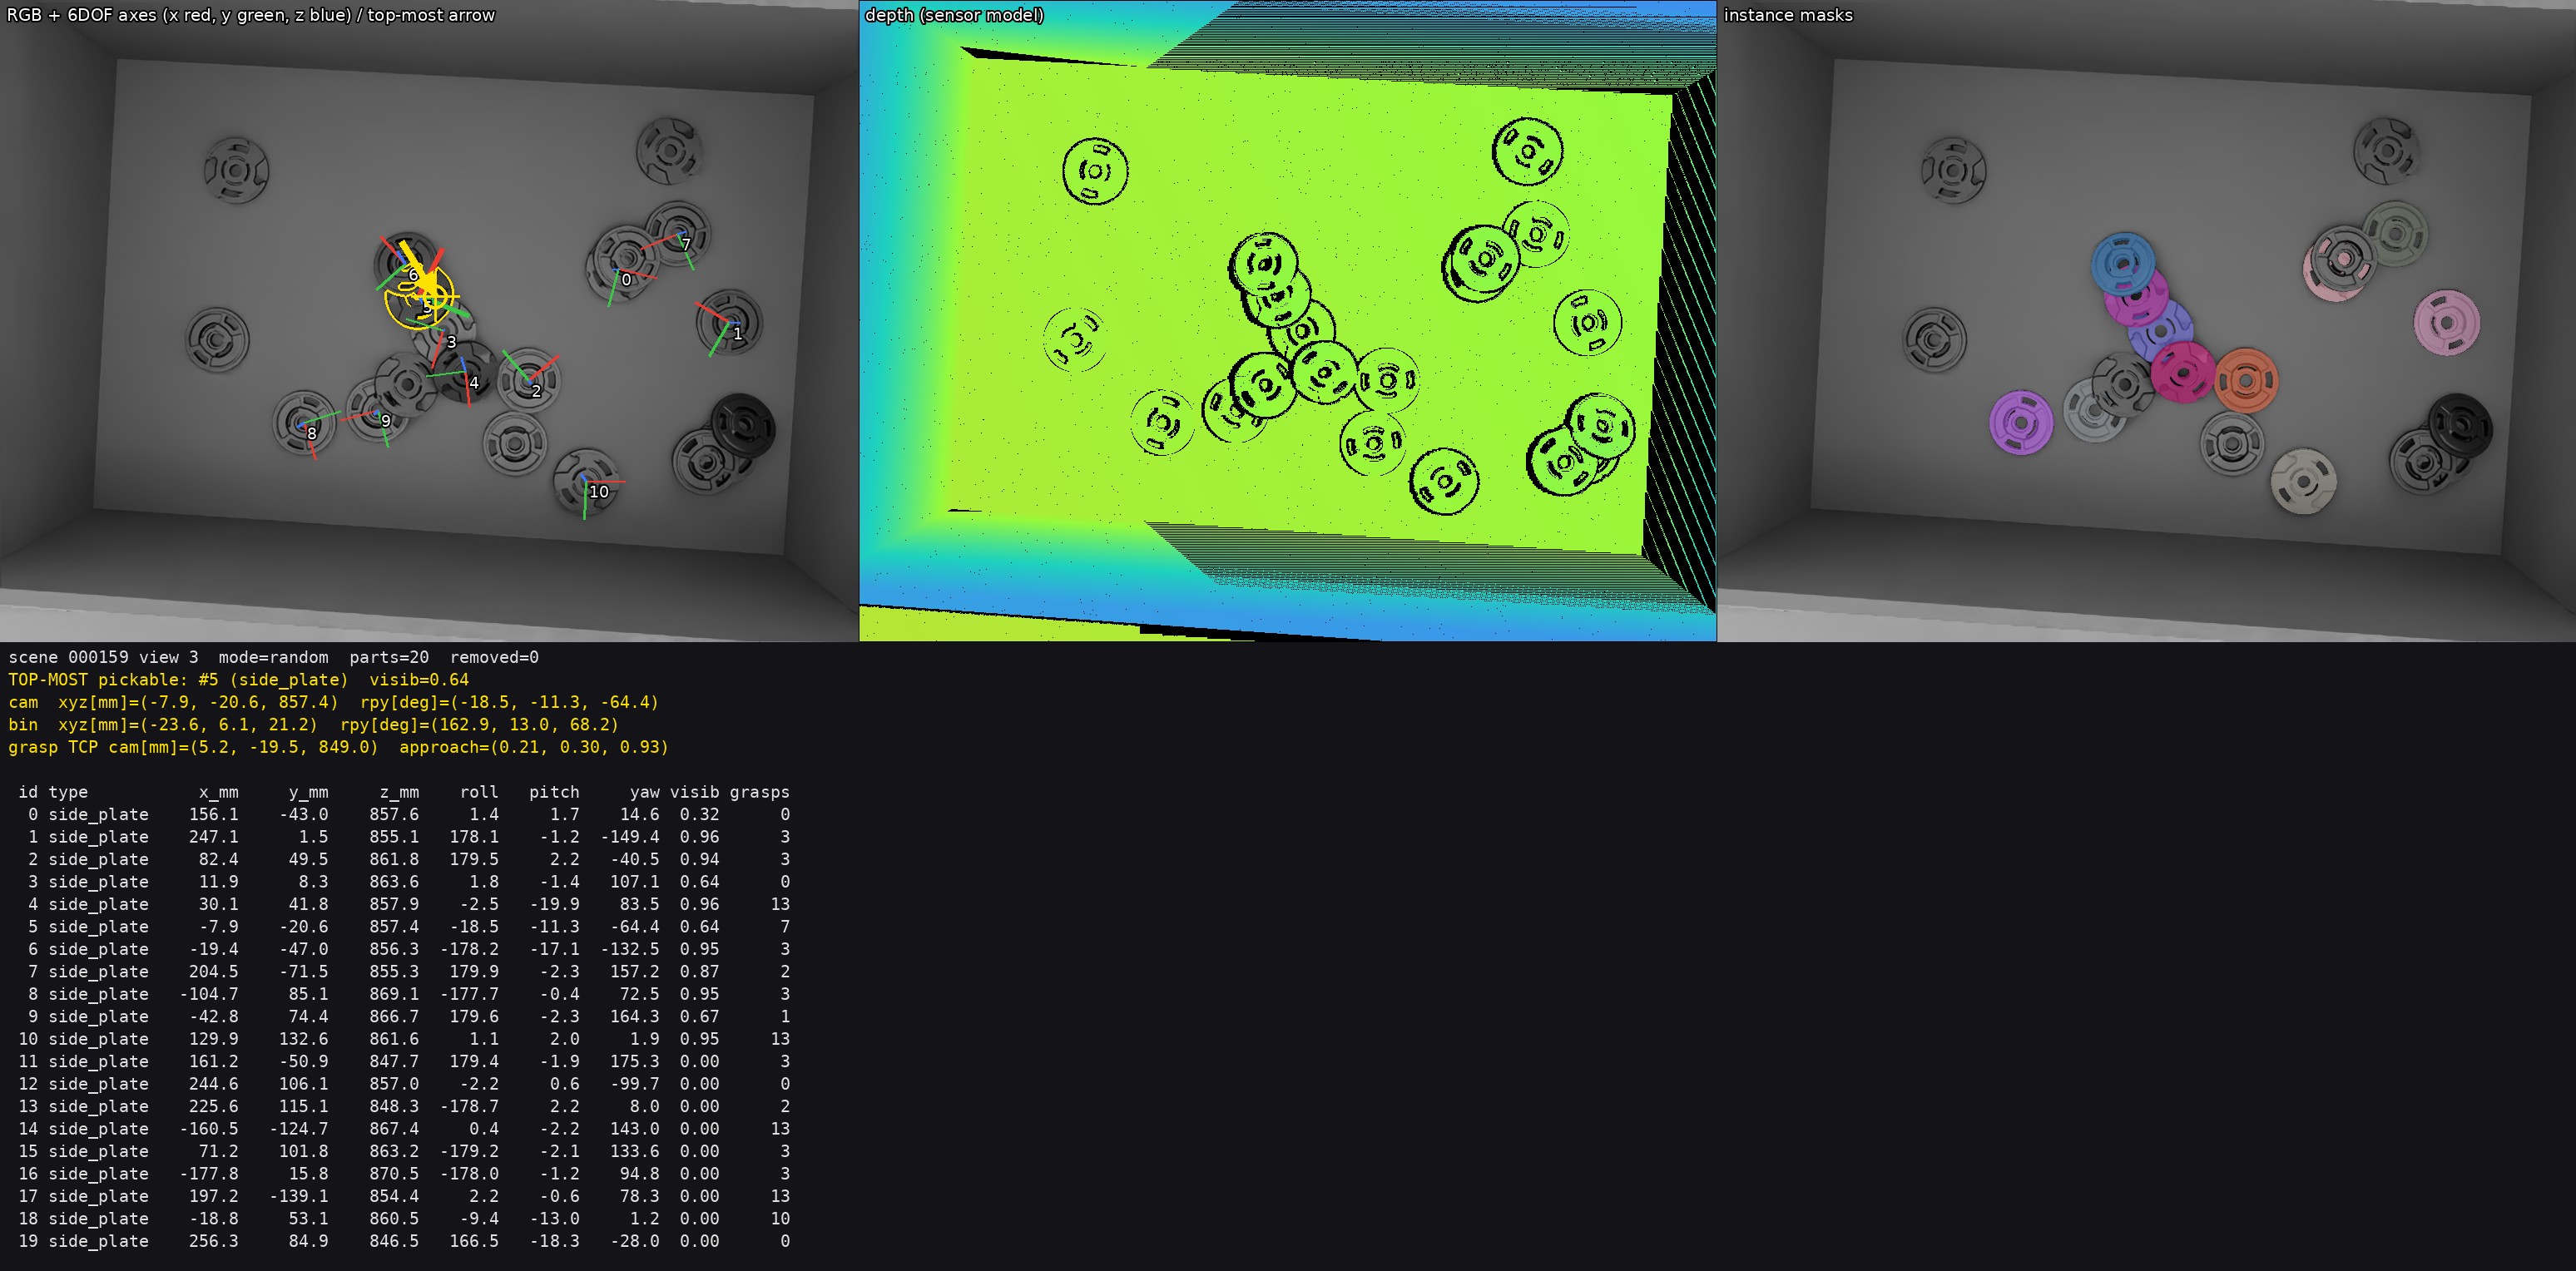 RGB + 6DOF axes (x red, y green, z blue) / top-most arrow
depth (sensor model)
instance masks
6
5
3
4
2
0
7
1
8
9
10
scene 000159 view 3 mode=random parts=20 removed=0
TOP-MOST pickable: #5 (side_plate) visib=0.64
cam xyz[mm]=(-7.9, -20.6, 857.4) rpy[deg]=(-18.5, -11.3, -64.4)
bin xyz[mm]=(-23.6, 6.1, 21.2) rpy[deg]=(162.9, 13.0, 68.2)
grasp TCP cam[mm]=(5.2, -19.5, 849.0) approach=(0.21, 0.30, 0.93)
id type x_mm y_mm z_mm roll pitch yaw visib grasps
0 side_plate 156.1 -43.0 857.6 1.4 1.7 14.6 0.32 0
1 side_plate 247.1 1.5 855.1 178.1 -1.2 -149.4 0.96 3
2 side_plate 82.4 49.5 861.8 179.5 2.2 -40.5 0.94 3
3 side_plate 11.9 8.3 863.6 1.8 -1.4 107.1 0.64 0
4 side_plate 30.1 41.8 857.9 -2.5 -19.9 83.5 0.96 13
5 side_plate -7.9 -20.6 857.4 -18.5 -11.3 -64.4 0.64 7
6 side_plate -19.4 -47.0 856.3 -178.2 -17.1 -132.5 0.95 3
7 side_plate 204.5 -71.5 855.3 179.9 -2.3 157.2 0.87 2
8 side_plate -104.7 85.1 869.1 -177.7 -0.4 72.5 0.95 3
9 side_plate -42.8 74.4 866.7 179.6 -2.3 164.3 0.67 1
10 side_plate 129.9 132.6 861.6 1.1 2.0 1.9 0.95 13
11 side_plate 161.2 -50.9 847.7 179.4 -1.9 175.3 0.00 3
12 side_plate 244.6 106.1 857.0 -2.2 0.6 -99.7 0.00 0
13 side_plate 225.6 115.1 848.3 -178.7 2.2 8.0 0.00 2
14 side_plate -160.5 -124.7 867.4 0.4 -2.2 143.0 0.00 13
15 side_plate 71.2 101.8 863.2 -179.2 -2.1 133.6 0.00 3
16 side_plate -177.8 15.8 870.5 -178.0 -1.2 94.8 0.00 3
17 side_plate 197.2 -139.1 854.4 2.2 -0.6 78.3 0.00 13
18 side_plate -18.8 53.1 860.5 -9.4 -13.0 1.2 0.00 10
19 side_plate 256.3 84.9 846.5 166.5 -18.3 -28.0 0.00 0